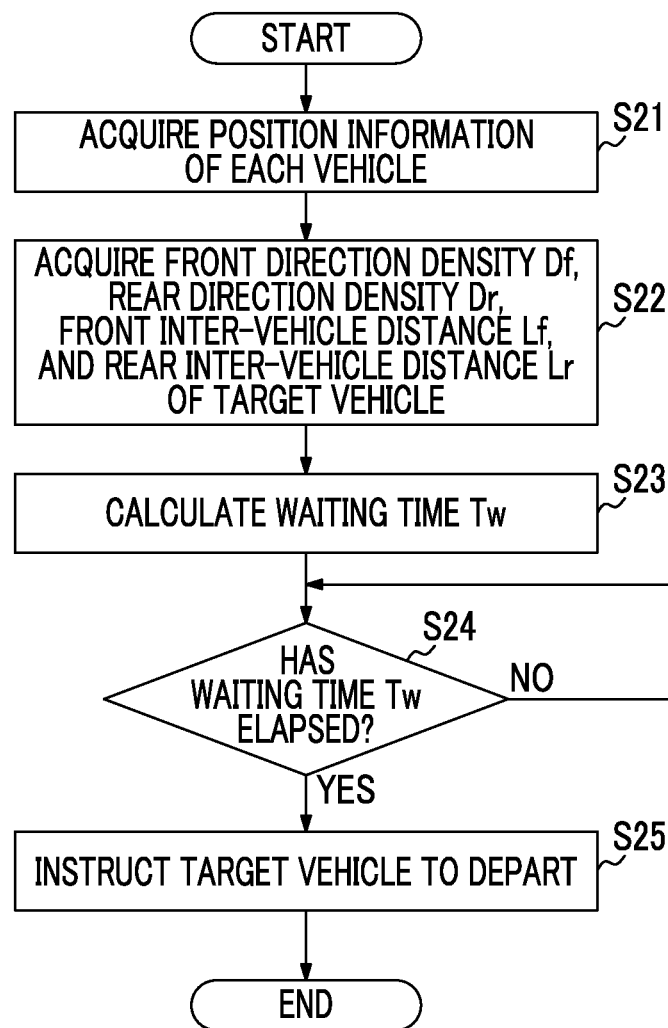 START
S21
ACQUIRE POSITION INFORMATION
OF EACH VEHICLE
S22
ACQUIRE FRONT DIRECTION DENSITY Df,
REAR DIRECTION DENSITY Dr,
FRONT INTER-VEHICLE DISTANCE Lf,
AND REAR INTER-VEHICLE DISTANCE Lr
OF TARGET VEHICLE
S23
CALCULATE WAITING TIME Tw
S24
HAS
WAITING TIME Tw
ELAPSED?
NO
YES
S25
INSTRUCT TARGET VEHICLE TO DEPART
END